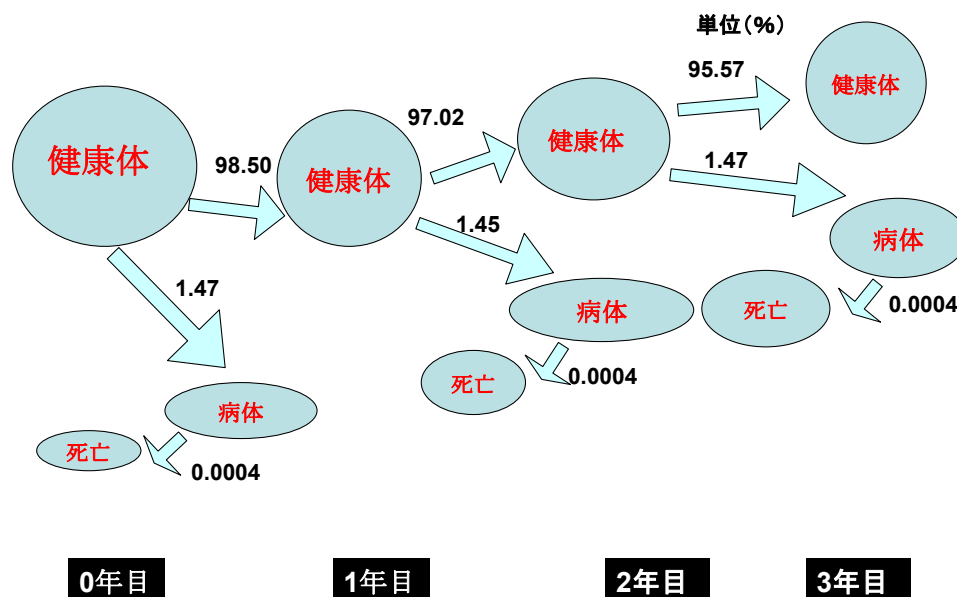 単位(%)
95.57
健康体
健康体
97.02
健康体
98.50
健康体
1.47
1.45
病体
1.47
病体
死亡
0.0004
死亡
0.0004
病体
死亡
0.0004
0年目
1年目
2年目
3年目